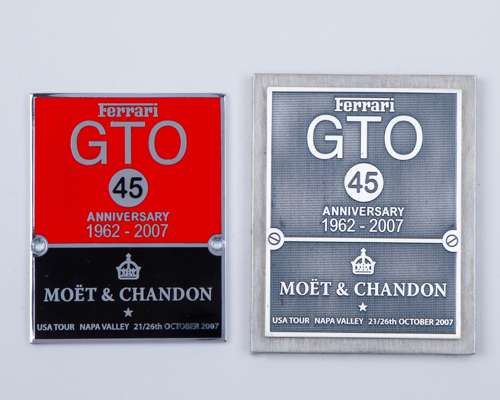 Ferrari
GTO
45
ANNIVERSARY
1962 - 2007
MOËT & CHANDON
USA TOUR NAPA VALLEY 21/26th OCTOBER 2007
Ferrari
GTO
45
ANNIVERSARY
1962 - 2007
MOËT & CHANDON
USA TOUR NAPA VALLEY 21/26th OCTOBER 2007